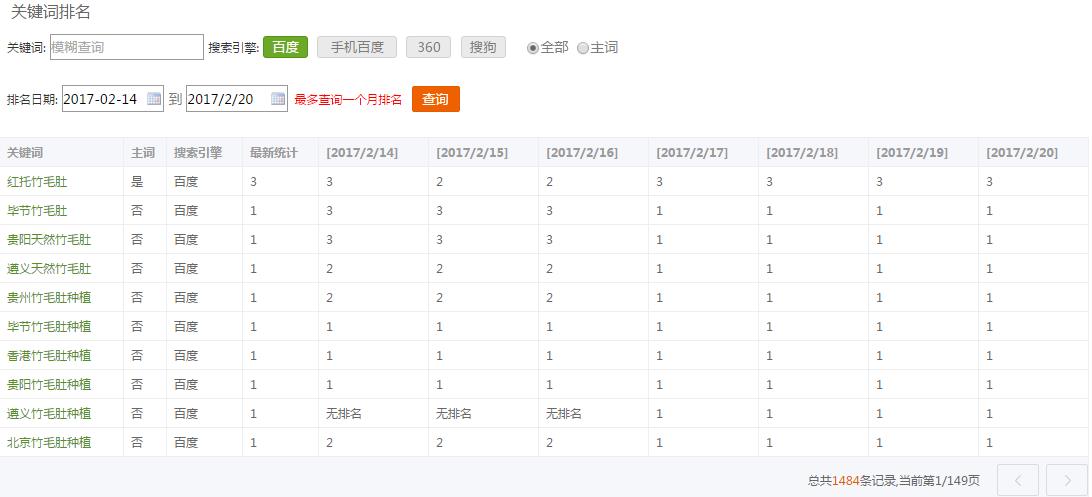 关键词排名
关键词: 模糊查询 搜索引擎: 百度 手机百度 360 搜狗 全部 主词
排名日期: 2017-02-14 到 2017/2/20 最多查询一个月排名 查询
关键词 主词 搜索引擎 最新统计 [2017/2/14] [2017/2/15] [2017/2/16] [2017/2/17] [2017/2/18] [2017/2/19] [2017/2/20]
红托竹毛肚 是 百度 3 3 2 2 3 3 3 3
毕节竹毛肚 否 百度 1 3 3 3 1 1 1 1
贵阳天然竹毛肚 否 百度 1 3 3 3 1 1 1 1
遵义天然竹毛肚 否 百度 1 2 2 2 1 1 1 1
贵州竹毛肚种植 否 百度 1 2 2 2 1 1 1 1
毕节竹毛肚种植 否 百度 1 1 1 1 1 1 1 1
香港竹毛肚种植 否 百度 1 1 1 1 1 1 1 1
贵阳竹毛肚种植 否 百度 1 1 1 1 1 1 1 1
遵义竹毛肚种植 否 百度 1 无排名 无排名 无排名 1 1 1 1
北京竹毛肚种植 否 百度 1 2 2 2 1 1 1 1
总共1484条记录,当前第1/149页